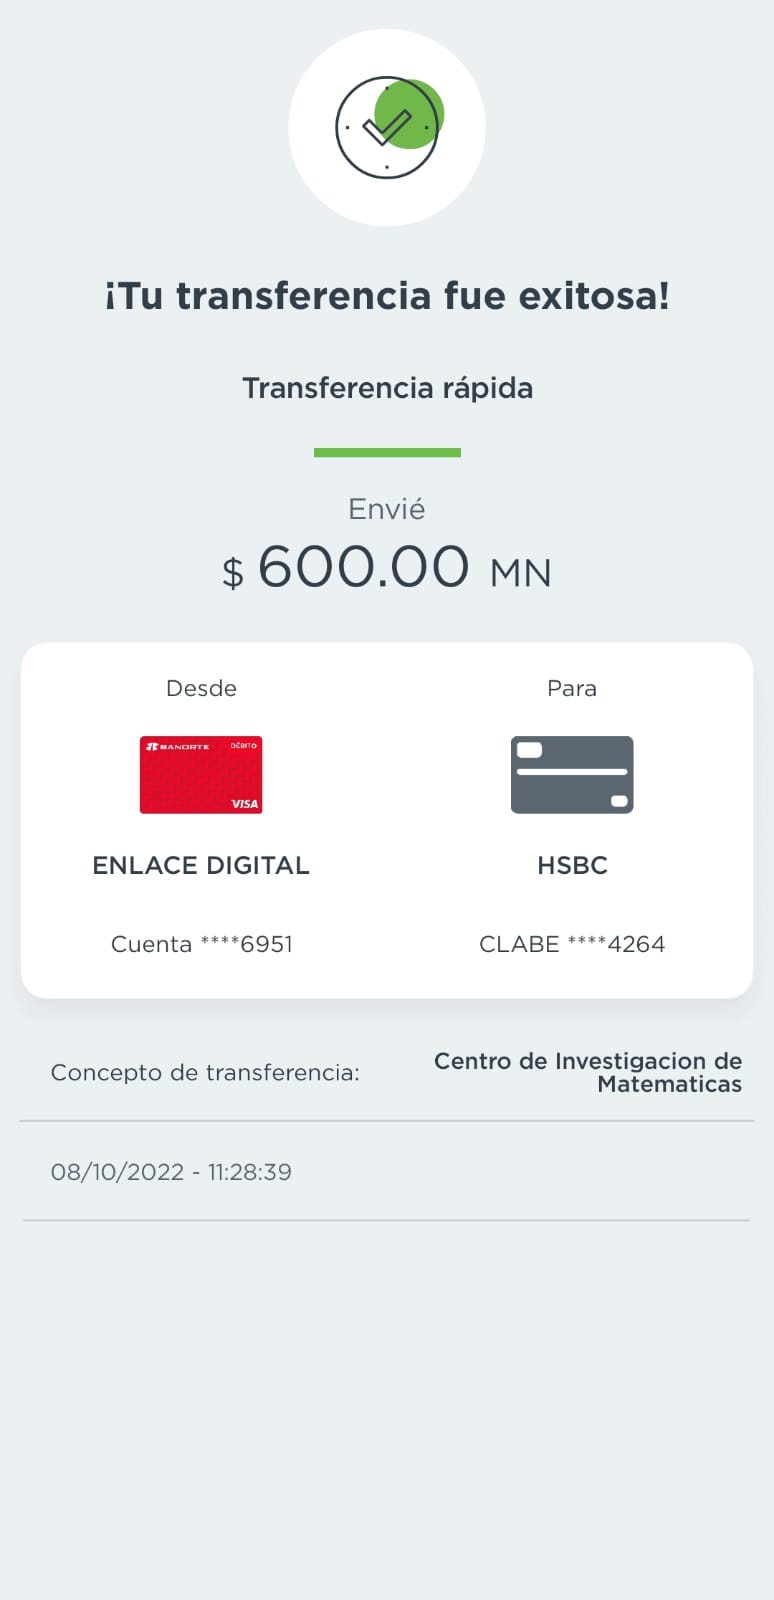 ¡Tu transferencia fue exitosa!
Transferencia rápida
Envié
$ 600.00 MN
Desde
BANORTE DÉBITO
VISA
ENLACE DIGITAL
Cuenta ****6951
Para
HSBC
CLABE ****4264
Concepto de transferencia:
Centro de Investigacion de
Matematicas
08/10/2022 - 11:28:39